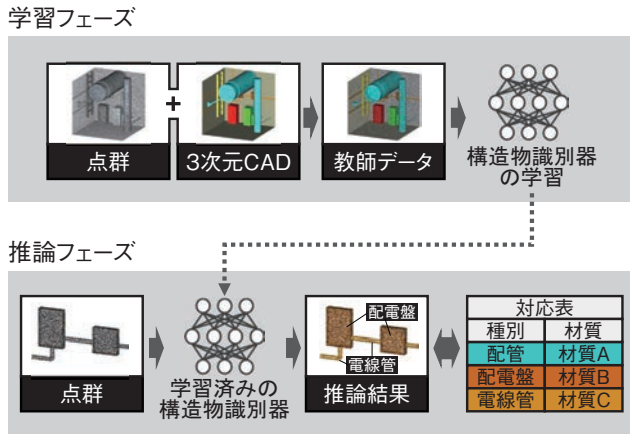 学習フェーズ
+
点群
3次元CAD
教師データ
構造物識別器
の学習
推論フェーズ
点群
学習済みの
構造物識別器
配電盤
電線管
推論結果
対応表
種別 材質
配管 材質A
配電盤 材質B
電線管 材質C